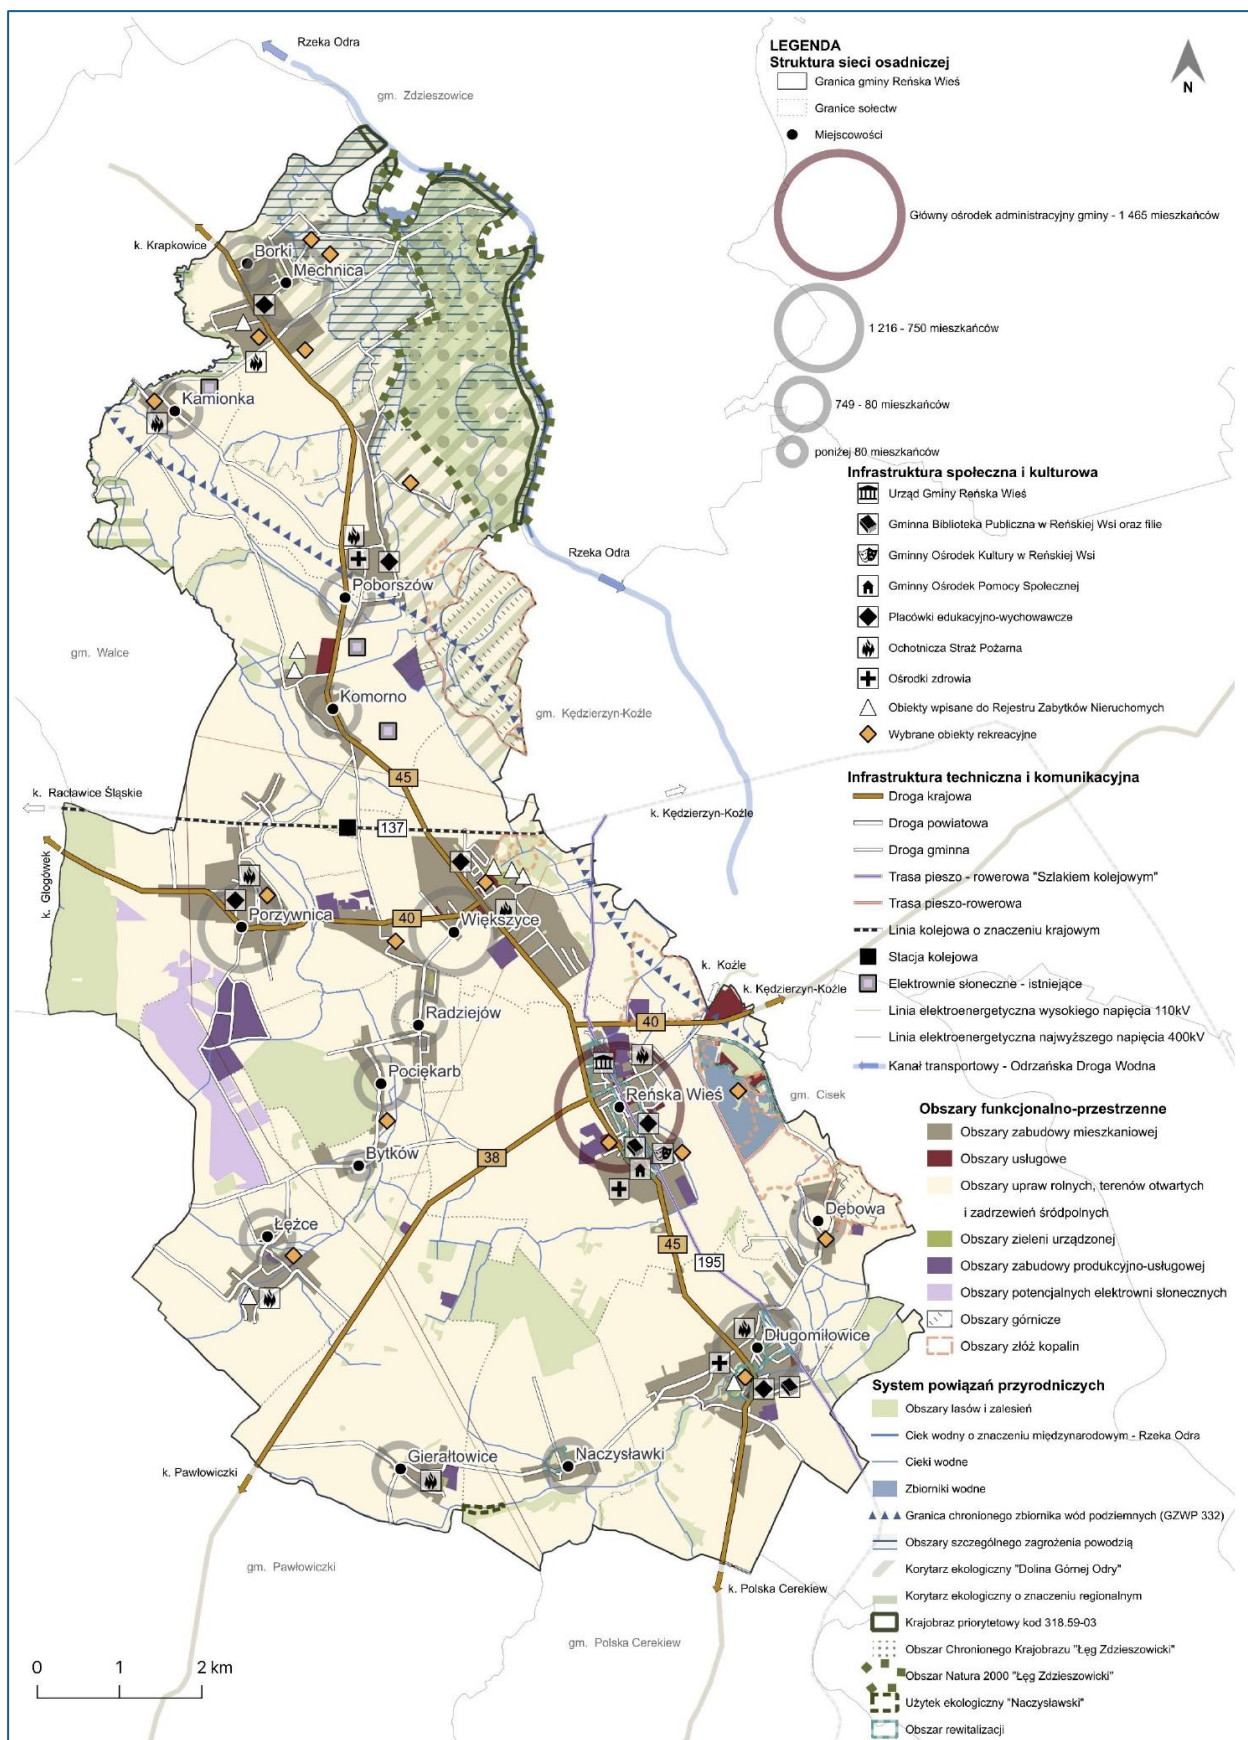 Rzeka Odra
gm. Zdzieszowice
k. Krapkowice
Borki
Mechnica
Kamionka
Poborszów
Rzeka Odra
gm. Walce
Komorno
gm. Kędzierzyn-Koźle
45
k. Racławice Śląskie
137
k. Kędzierzyn-Koźle
k. Głogówek
Porzywnica
40
Większyce
k. Koźle
k. Kędzierzyn-Koźle
Radziejów
40
Pociękarb
Reńska Wieś
gm. Cisek
Bytków
38
Łężce
Dębowa
45
195
Długomiłowice
Gierałtowice
Naczysławki
k. Pawłowiczki
gm. Pawłowiczki
k. Polska Cerekiew
gm. Polska Cerekiew
0 1 2 km
N
LEGENDA
Struktura sieci osadniczej
Granica gminy Reńska Wieś
Granice sołectw
Miejscowości
Główny ośrodek administracyjny gminy - 1 465 mieszkańców
1 216 - 750 mieszkańców
749 - 80 mieszkańców
poniżej 80 mieszkańców
Infrastruktura społeczna i kulturowa
Urząd Gminy Reńska Wieś
Gminna Biblioteka Publiczna w Reńskiej Wsi oraz filie
Gminny Ośrodek Kultury w Reńskiej Wsi
Gminny Ośrodek Pomocy Społecznej
Placówki edukacyjno-wychowawcze
Ochotnicza Straż Pożarna
Ośrodki zdrowia
Obiekty wpisane do Rejestru Zabytków Nieruchomych
Wybrane obiekty rekreacyjne
Infrastruktura techniczna i komunikacyjna
Droga krajowa
Droga powiatowa
Droga gminna
Trasa pieszo - rowerowa "Szlakiem kolejowym"
Trasa pieszo-rowerowa
Linia kolejowa o znaczeniu krajowym
Stacja kolejowa
Elektrownie słoneczne - istniejące
Linia elektroenergetyczna wysokiego napięcia 110kV
Linia elektroenergetyczna najwyższego napięcia 400kV
Kanał transportowy - Odrzańska Droga Wodna
Obszary funkcjonalno-przestrzenne
Obszary zabudowy mieszkaniowej
Obszary usługowe
Obszary upraw rolnych, terenów otwartych
i zadrzewień śródpolnych
Obszary zieleni urządzonej
Obszary zabudowy produkcyjno-usługowej
Obszary potencjalnych elektrowni słonecznych
Obszary górnicze
Obszary złóż kopalin
System powiązań przyrodniczych
Obszary lasów i zalesień
Ciek wodny o znaczeniu międzynarodowym - Rzeka Odra
Cieki wodne
Zbiorniki wodne
Granica chronionego zbiornika wód podziemnych (GZWP 332)
Obszary szczególnego zagrożenia powodzią
Korytarz ekologiczny "Dolina Górnej Odry"
Korytarz ekologiczny o znaczeniu regionalnym
Krajobraz priorytetowy kod 318.59-03
Obszar Chronionego Krajobrazu "Łęg Zdzieszowicki"
Obszar Natura 2000 "Łęg Zdzieszowicki"
Użytek ekologiczny "Naczysławski"
Obszar rewitalizacji